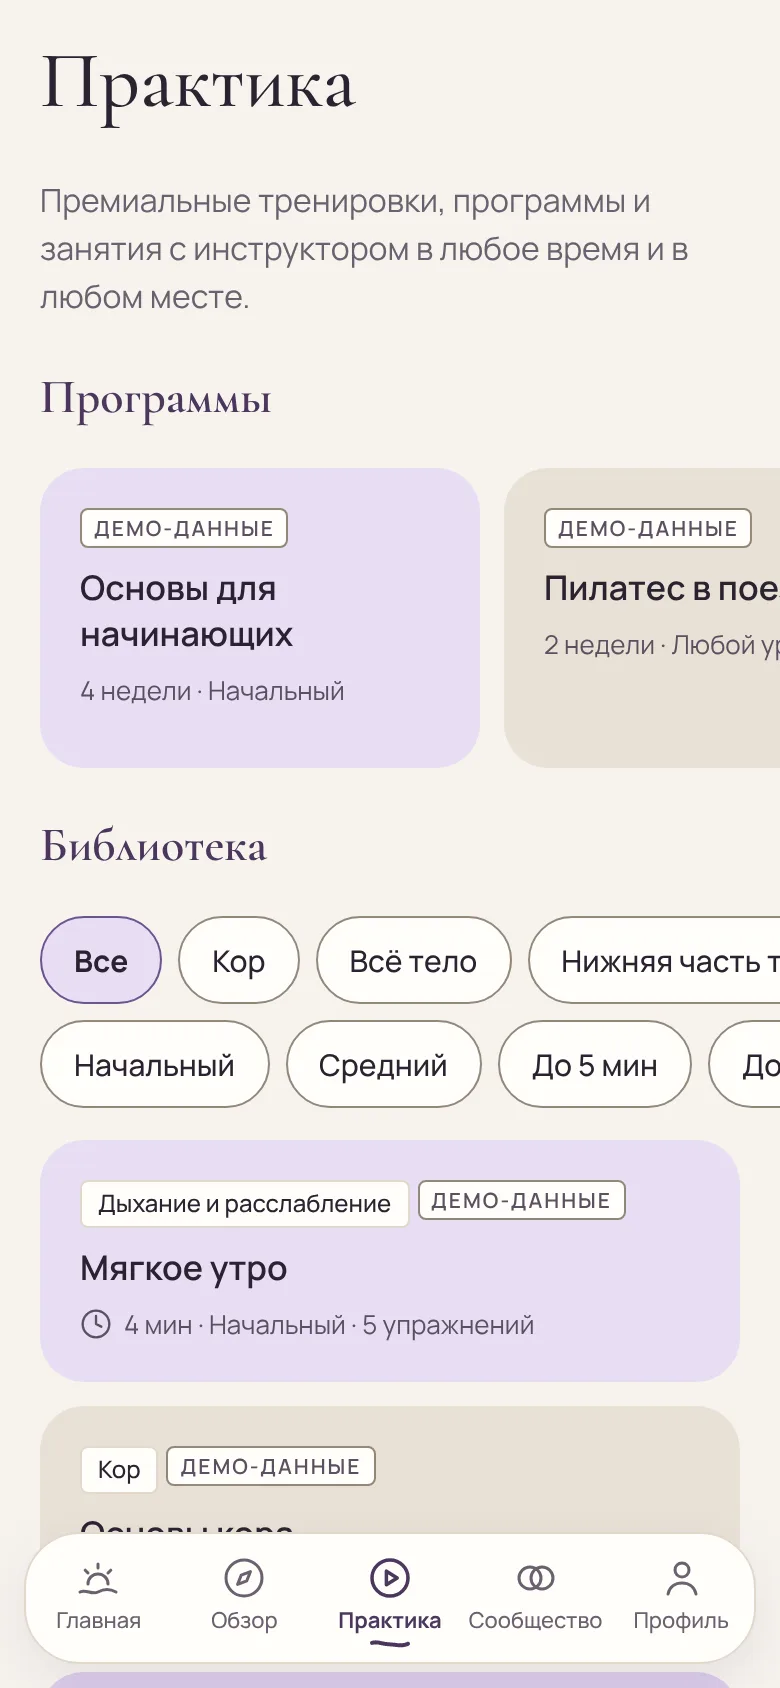 Практика
Премиальные тренировки, программы и
занятия с инструктором в любое время и в
любом месте.
Программы
ДЕМО-ДАННЫЕ
Основы для
начинающих
4 недели · Начальный
ДЕМО-ДАННЫЕ
Пилатес в
2 недели · Любой
Библиотека
Все
Кор
Всё тело
Нижняя часть
Начальный
Средний
До 5 мин
До
Дыхание и расслабление
ДЕМО-ДАННЫЕ
Мягкое утро
4 мин · Начальный · 5 упражнений
Кор
ДЕМО-ДАННЫЕ
Главная
Обзор
Практика
Сообщество
Профиль